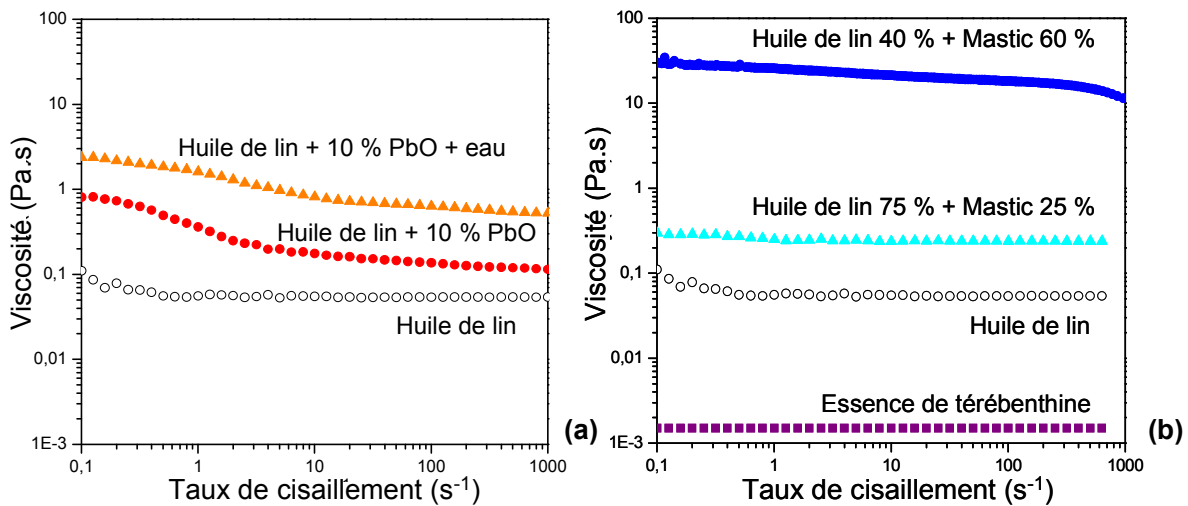 100
10
1
0,1
0,01
1E-3
Viscosité (Pa.s)
Huile de lin + 10 % PbO + eau
Huile de lin + 10 % PbO
Huile de lin
0,1
1
10
100
1000
Taux de cisaillement (s-1)
(a)
100
10
1
0,1
0,01
1E-3
Viscosité (Pa.s)
Huile de lin 40 % + Mastic 60 %
Huile de lin 75 % + Mastic 25 %
Huile de lin
Essence de térébenthine
0,1
1
10
100
1000
Taux de cisaillement (s-1)
(b)